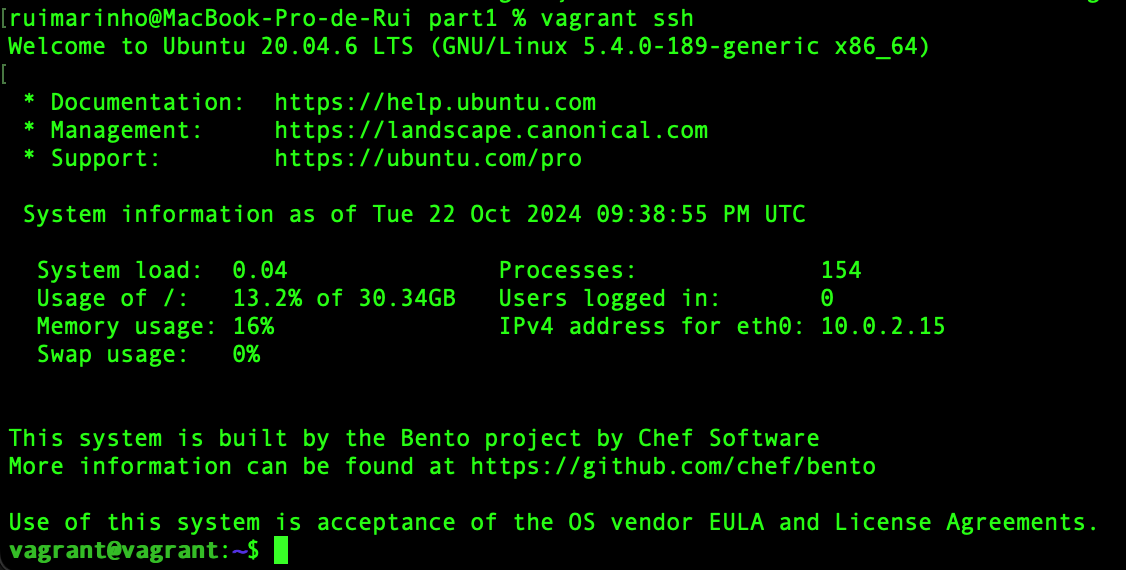 [ruimarinho@MacBook-Pro-de-Rui part1 % vagrant ssh
Welcome to Ubuntu 20.04.6 LTS (GNU/Linux 5.4.0-189-generic x86_64)
[
 * Documentation:  https://help.ubuntu.com
 * Management:     https://landscape.canonical.com
 * Support:        https://ubuntu.com/pro

 System information as of Tue 22 Oct 2024 09:38:55 PM UTC

  System load:  0.04               Processes:             154
  Usage of /:   13.2% of 30.34GB   Users logged in:       0
  Memory usage: 16%                IPv4 address for eth0: 10.0.2.15
  Swap usage:   0%

This system is built by the Bento project by Chef Software
More information can be found at https://github.com/chef/bento

Use of this system is acceptance of the OS vendor EULA and License Agreements.
vagrant@vagrant:~$